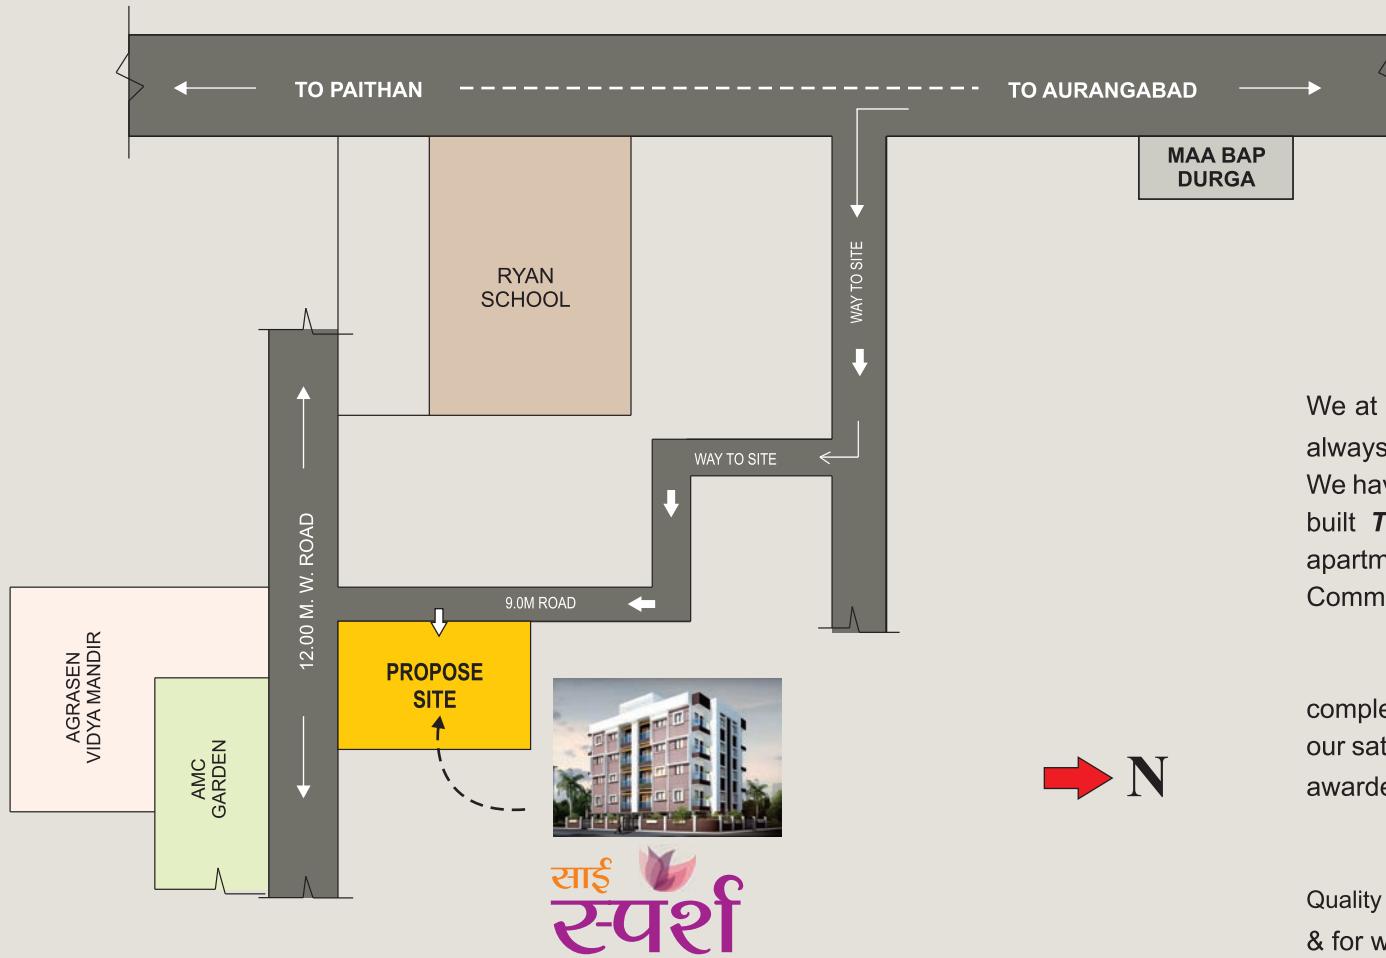 TO PAITHAN
TO AURANGABAD
MAA BAP
DURGA
RYAN
SCHOOL
WAY TO SITE
WAY TO SITE
12.00 M. W. ROAD
9.0M ROAD
PROPOSE
SITE
AGRASEN
VIDYA MANDIR
AMC
GARDEN
N
साई
स्पर्श
We at
always
We hav
built T
apartm
Comm
comple
our sat
awarde
Quality
& for w